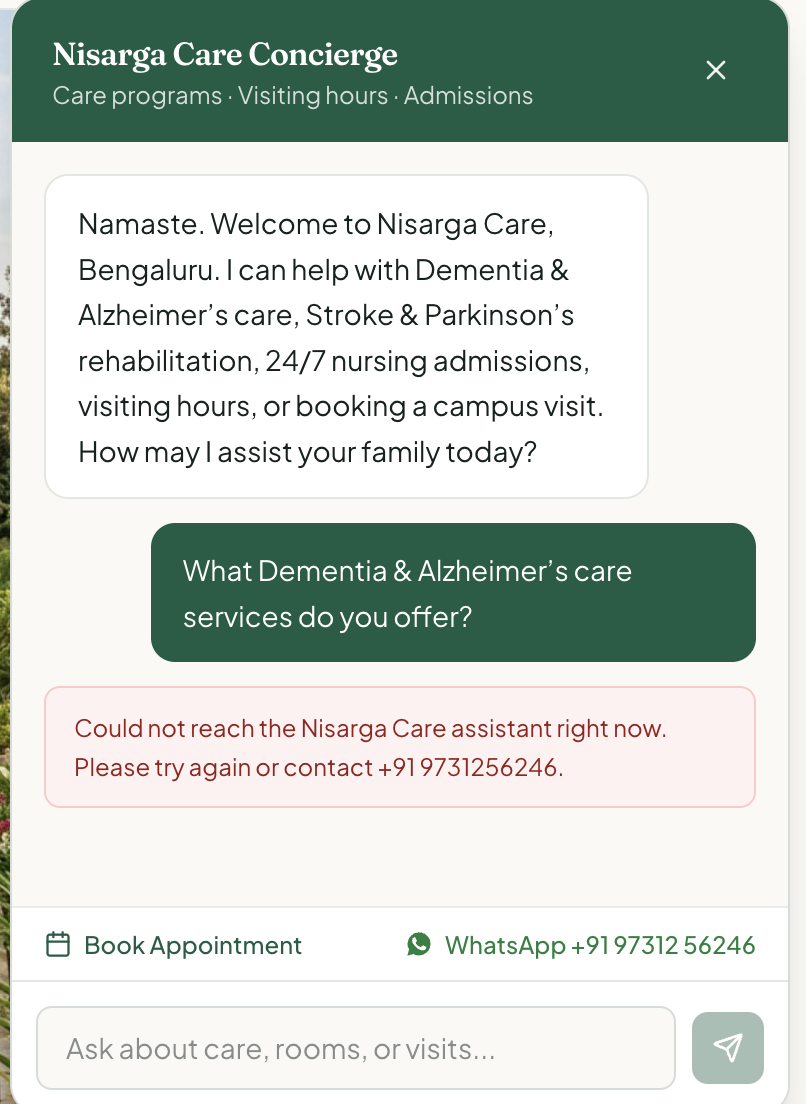 Nisarga Care Concierge
Care programs · Visiting hours · Admissions
Namaste. Welcome to Nisarga Care,
Bengaluru. I can help with Dementia &
Alzheimer’s care, Stroke & Parkinson’s
rehabilitation, 24/7 nursing admissions,
visiting hours, or booking a campus visit.
How may I assist your family today?
What Dementia & Alzheimer’s care
services do you offer?
Could not reach the Nisarga Care assistant right now.
Please try again or contact +91 9731256246.
Book Appointment
WhatsApp +91 97312 56246
Ask about care, rooms, or visits...